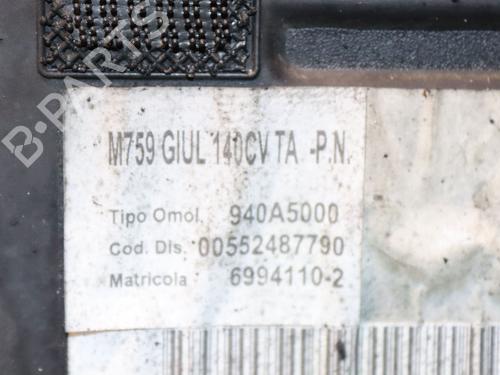 M759 GIUL 140CV TA -P.N.
Tipo Omol. 940A5000
Cod. Dis. 00552487790
Matricola 6994110-2
B-PARTS